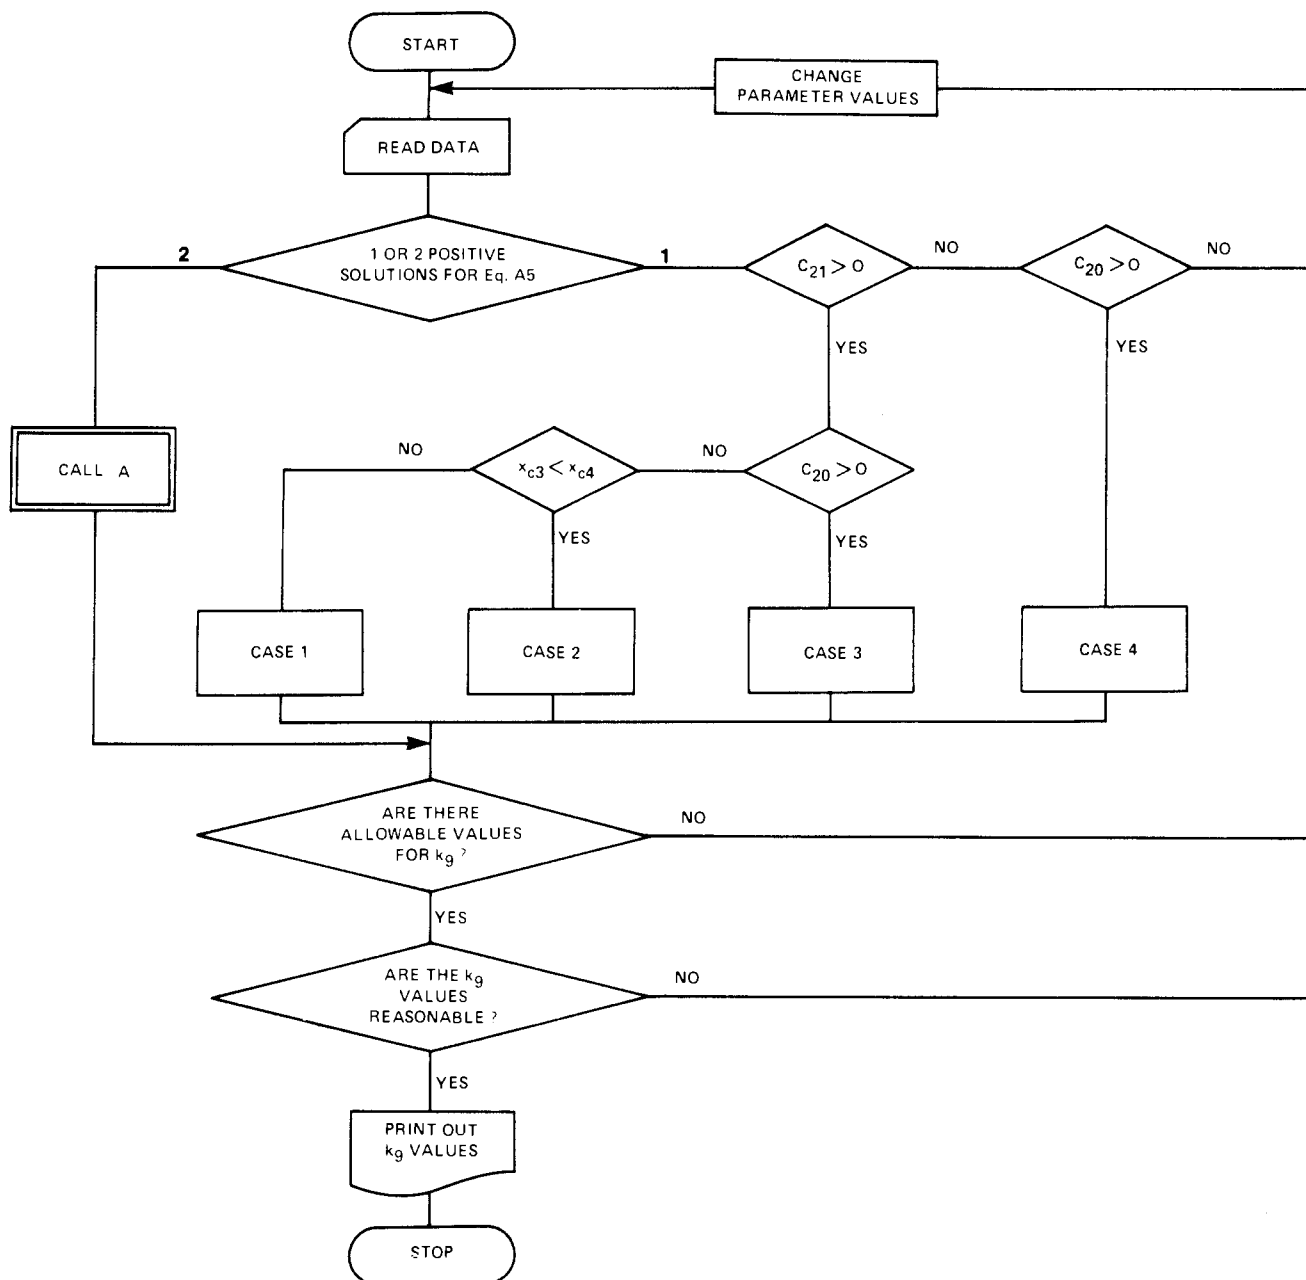 START
CHANGE
PARAMETER VALUES
READ DATA
2
1 OR 2 POSITIVE
SOLUTIONS FOR Eq. A5
1
C21 > O
NO
C20 > O
NO
YES
YES
CALL A
NO
xc3 < xc4
NO
C20 > O
YES
YES
CASE 1
CASE 2
CASE 3
CASE 4
ARE THERE
ALLOWABLE VALUES
FOR k9 ?
NO
YES
ARE THE k9
VALUES
REASONABLE ?
NO
YES
PRINT OUT
k9 VALUES
STOP